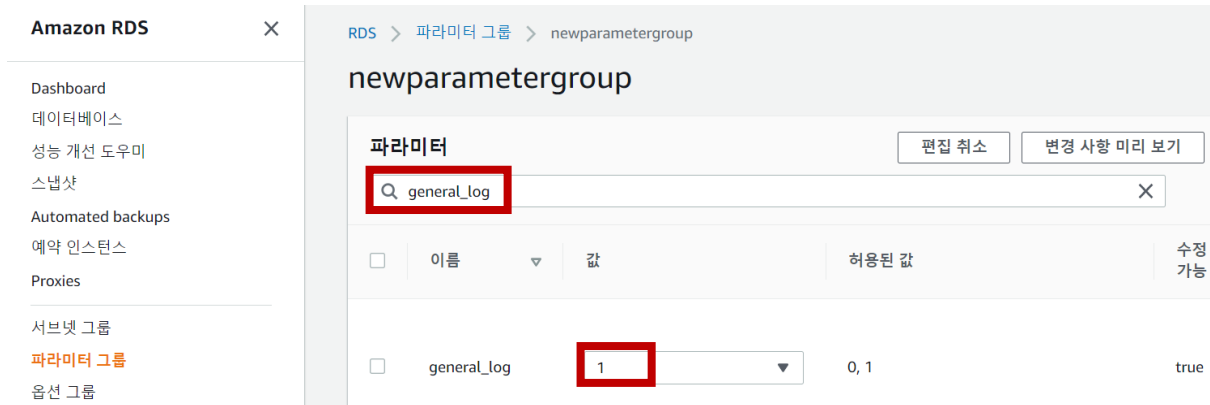 Amazon RDS
Dashboard
데이터베이스
성능 개선 도우미
스냅샷
Automated backups
예약 인스턴스
Proxies
서브넷 그룹
파라미터 그룹
옵션 그룹
RDS > 파라미터 그룹 > newparametergroup
newparametergroup
파라미터 편집 취소 변경 사항 미리 보기
general_log
이름 값 허용된 값 수정 가능
general_log 1 0, 1 true